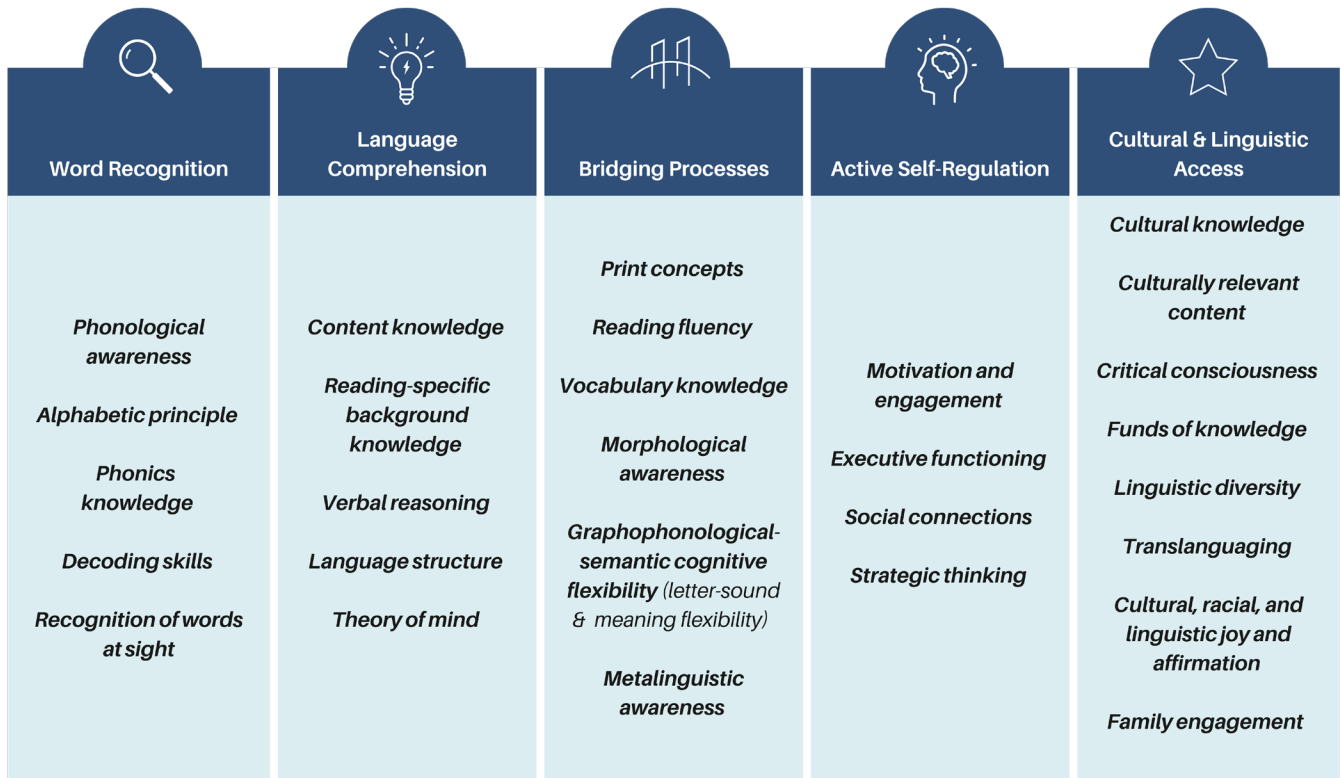 Word Recognition
Phonological
awareness
Alphabetic principle
Phonics
knowledge
Decoding skills
Recognition of words
at sight
Language
Comprehension
Content knowledge
Reading-specific
background
knowledge
Verbal reasoning
Language structure
Theory of mind
Bridging Processes
Print concepts
Reading fluency
Vocabulary knowledge
Morphological
awareness
Graphophonological-
semantic cognitive
flexibility (letter-sound
& meaning flexibility)
Metalinguistic
awareness
Active Self-Regulation
Motivation and
engagement
Executive functioning
Social connections
Strategic thinking
Cultural & Linguistic
Access
Cultural knowledge
Culturally relevant
content
Critical consciousness
Funds of knowledge
Linguistic diversity
Translanguaging
Cultural, racial, and
linguistic joy and
affirmation
Family engagement